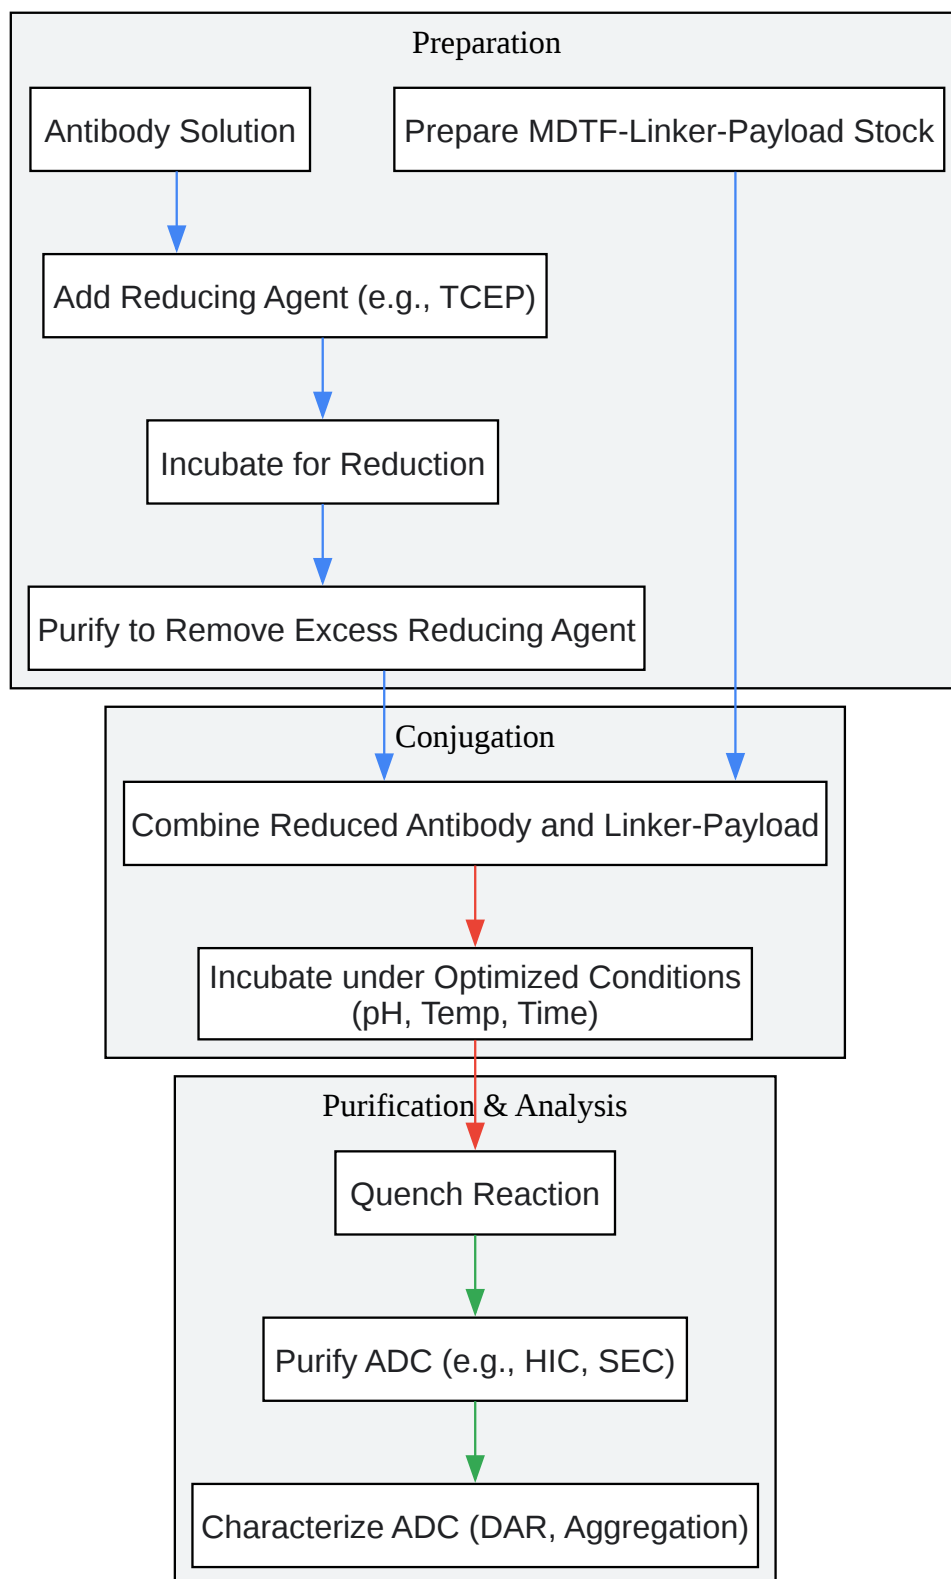 Preparation
Antibody Solution
Prepare MDTF-Linker-Payload Stock
Add Reducing Agent (e.g., TCEP)
Incubate for Reduction
Purify to Remove Excess Reducing Agent
Conjugation
Combine Reduced Antibody and Linker-Payload
Incubate under Optimized Conditions
(pH, Temp, Time)
Purification & Analysis
Quench Reaction
Purify ADC (e.g., HIC, SEC)
Characterize ADC (DAR, Aggregation)